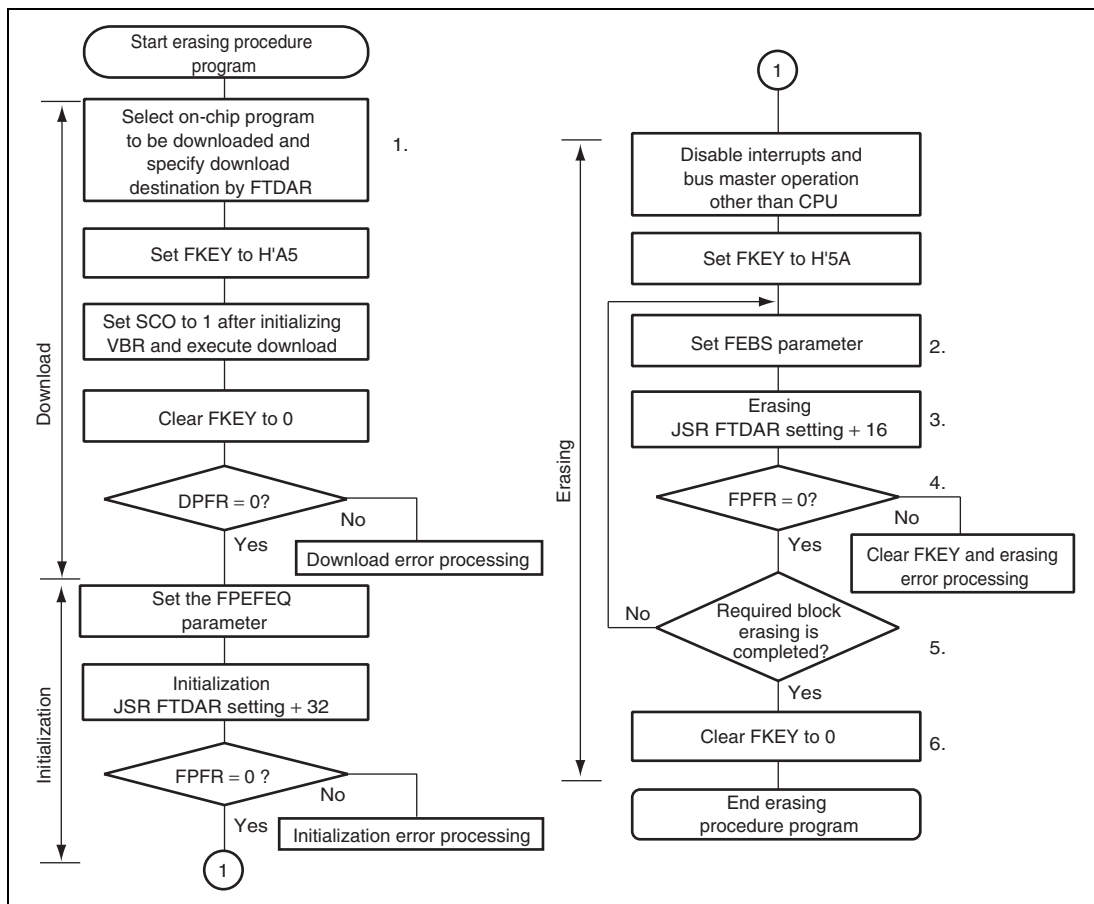 Start erasing procedure
program
Download
Select on-chip program
to be downloaded and
specify download
destination by FTDAR
1.
Set FKEY to H'A5
Set SCO to 1 after initializing
VBR and execute download
Clear FKEY to 0
DPFR = 0?
No
Yes
Download error processing
Initialization
Set the FPEFEQ
parameter
Initialization
JSR FTDAR setting + 32
FPFR = 0 ?
No
Yes
Initialization error processing
1
1
Erasing
Disable interrupts and
bus master operation
other than CPU
Set FKEY to H'5A
Set FEBS parameter
2.
Erasing
JSR FTDAR setting + 16
3.
4.
FPFR = 0?
No
Yes
Clear FKEY and erasing
error processing
No
Required block
erasing is
completed?
5.
Yes
Clear FKEY to 0
6.
End erasing
procedure program